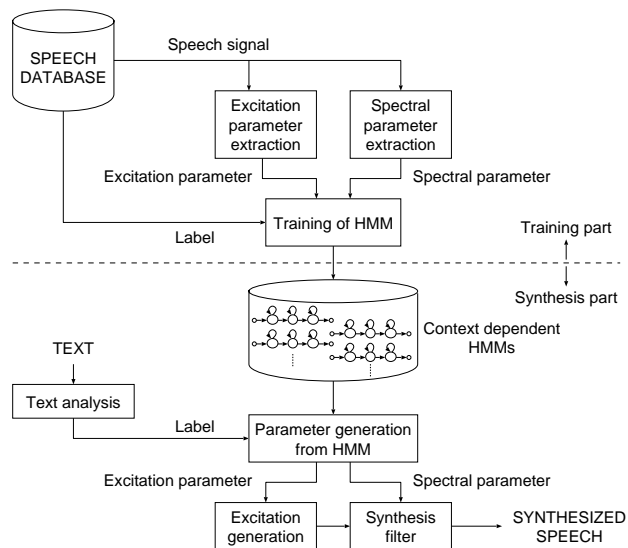 SPEECH
DATABASE
Speech signal
Excitation
parameter
extraction
Spectral
parameter
extraction
Excitation parameter
Spectral parameter
Training of HMM
Label
Training part
Synthesis part
Context dependent
HMMs
TEXT
Text analysis
Label
Parameter generation
from HMM
Excitation parameter
Spectral parameter
Excitation
generation
Synthesis
filter
SYNTHESIZED
SPEECH